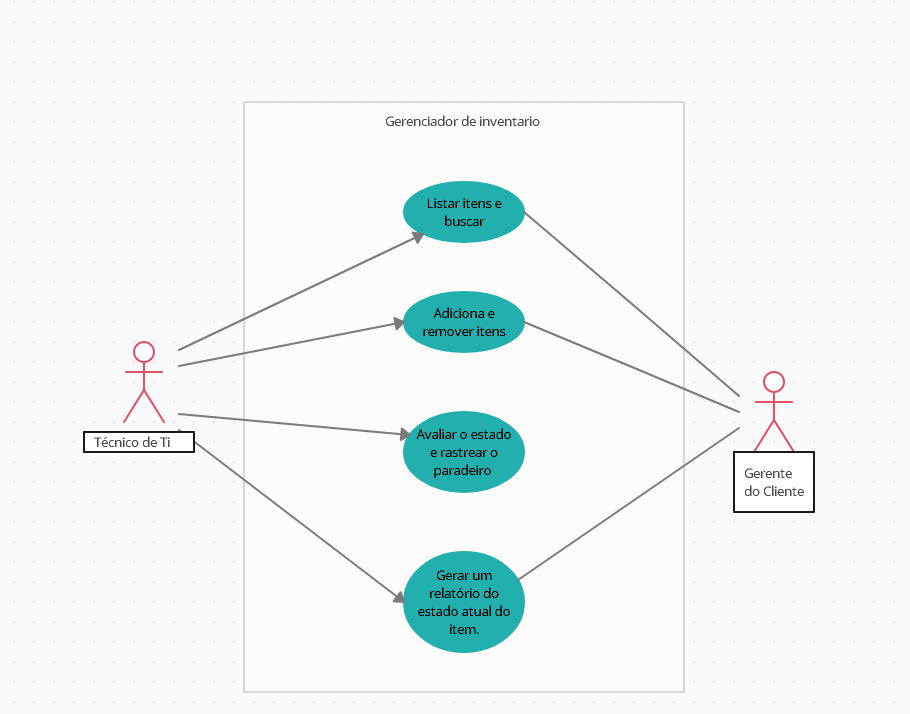 Gerenciador de inventario
Listar itens e
buscar
Adiciona e
remover itens
Avaliar o estado
e rastrear o
paradeiro
Gerar um
relatório do
estado atual do
item.
Técnico de Ti
Gerente
do Cliente